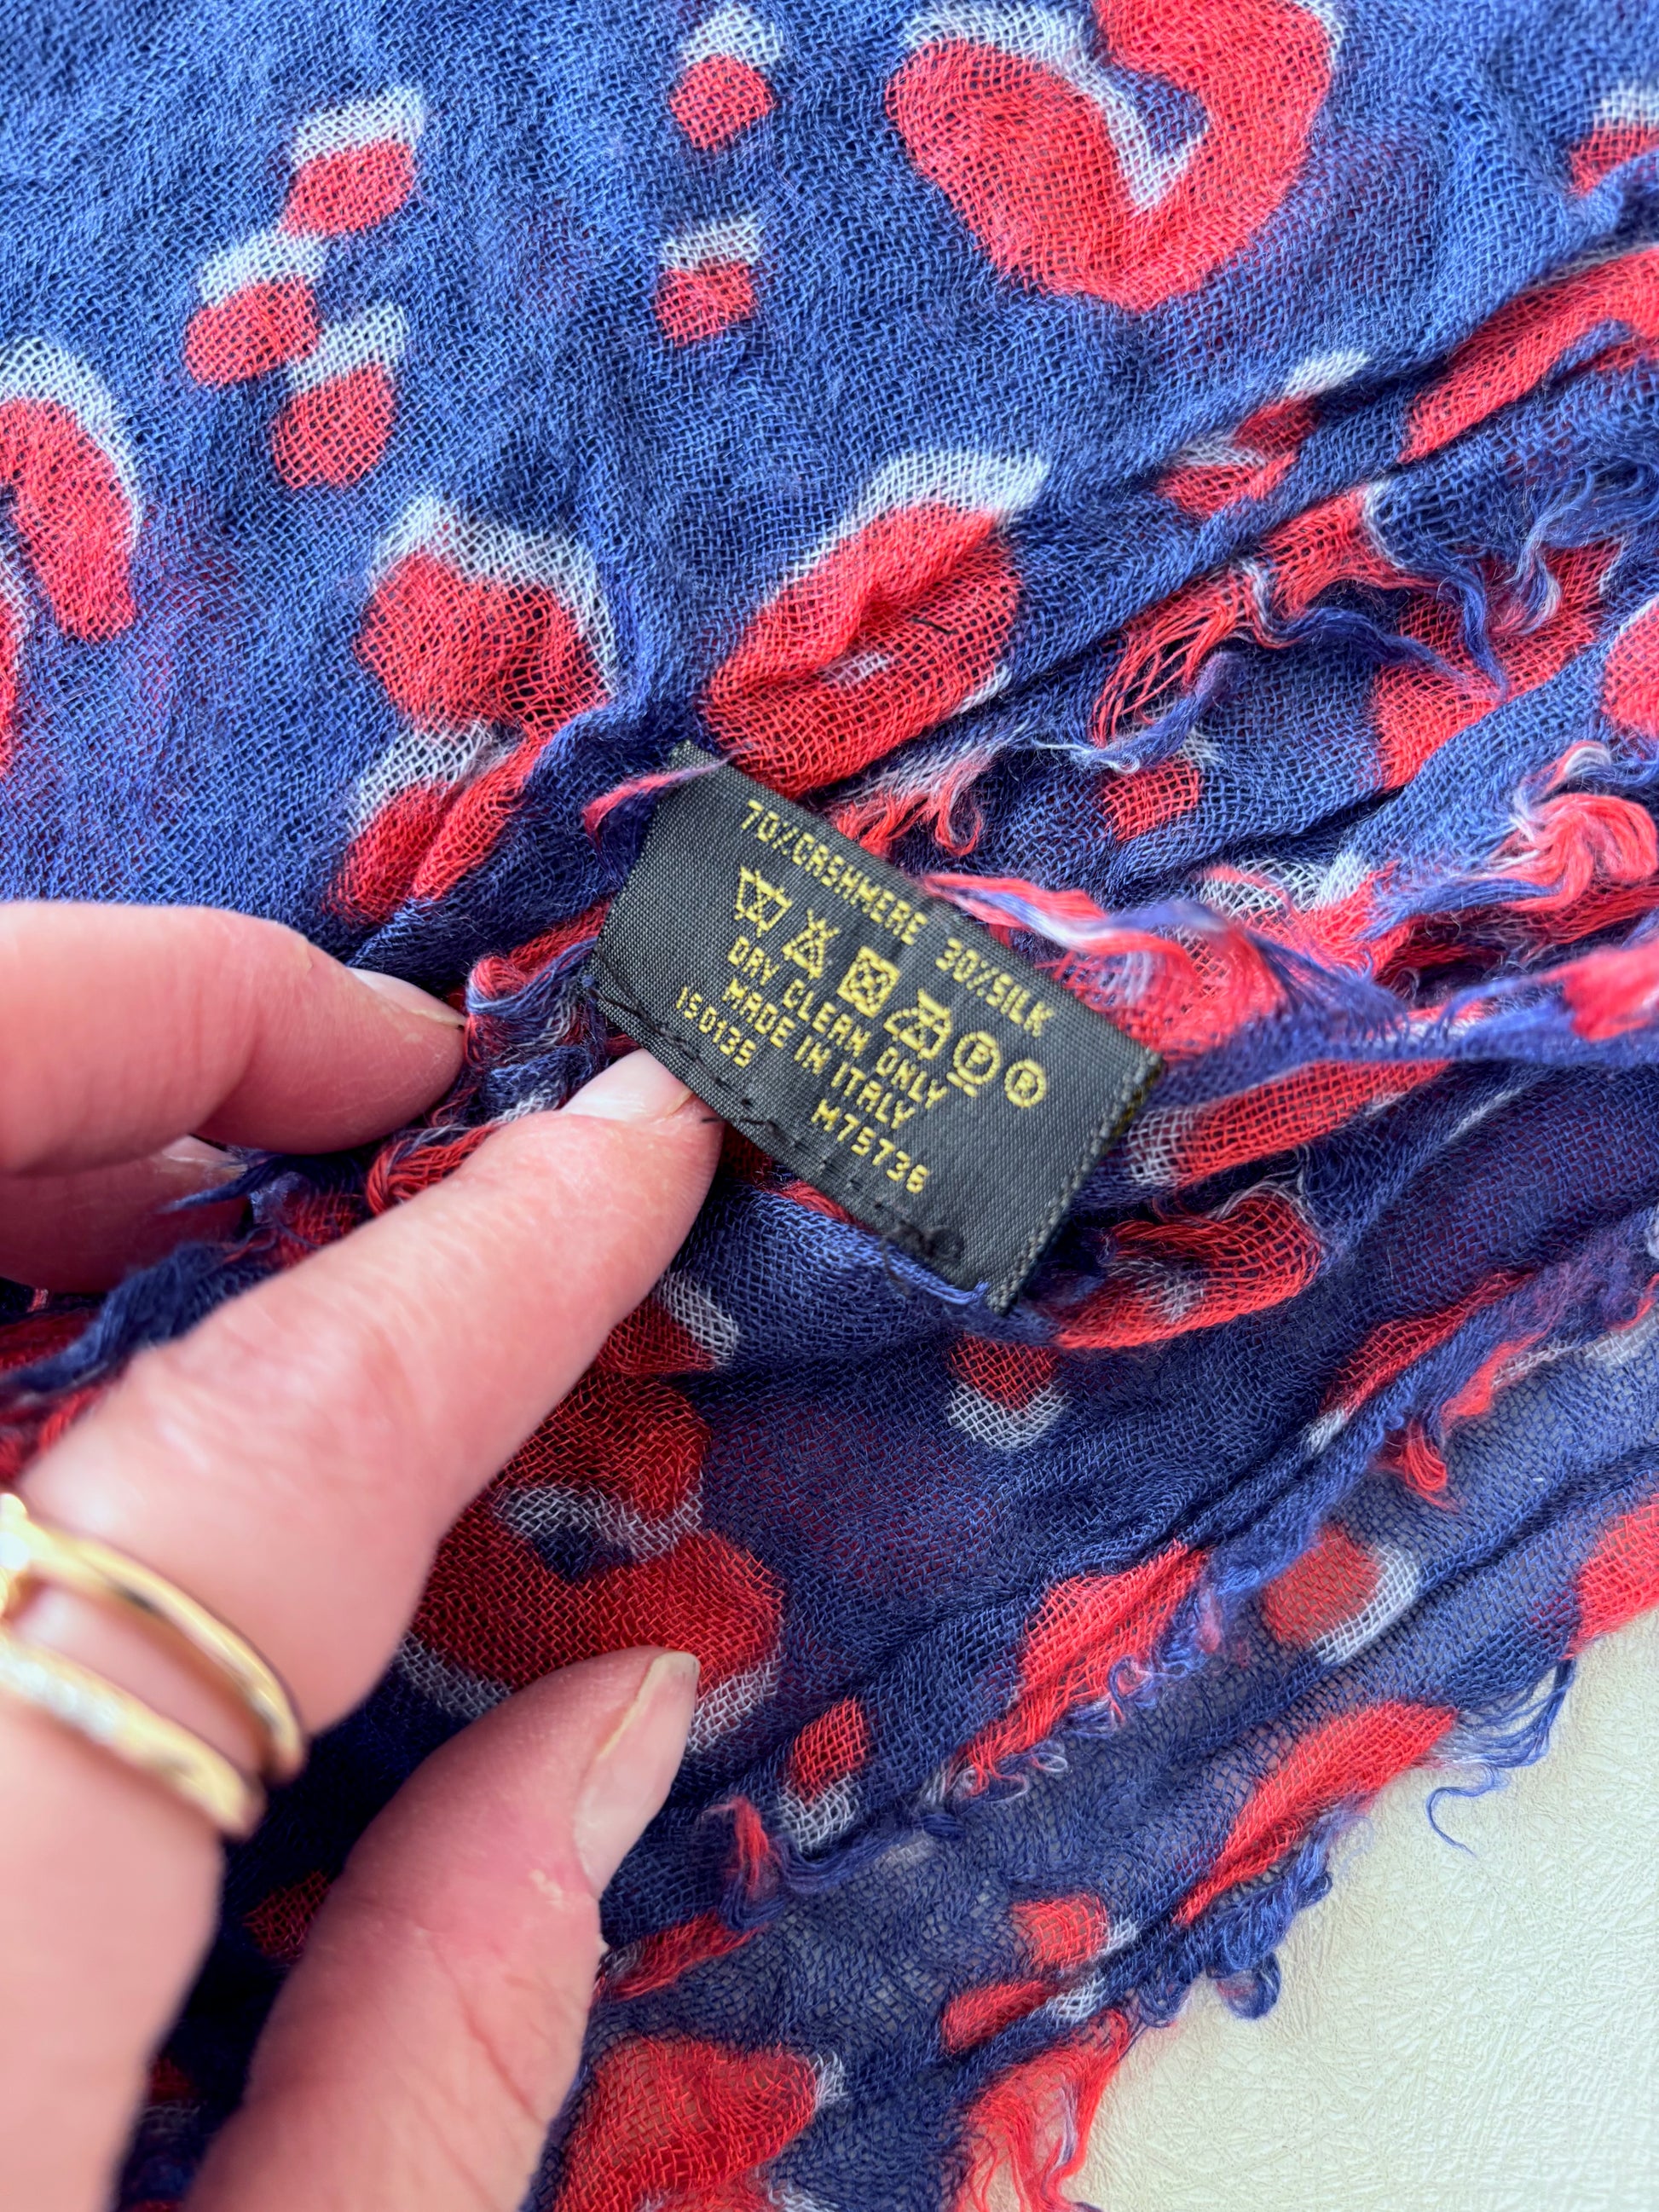 70%CASHMERE 30%SILK
P R
DRY CLEAN ONLY
MADE IN ITALY
150135 M75736